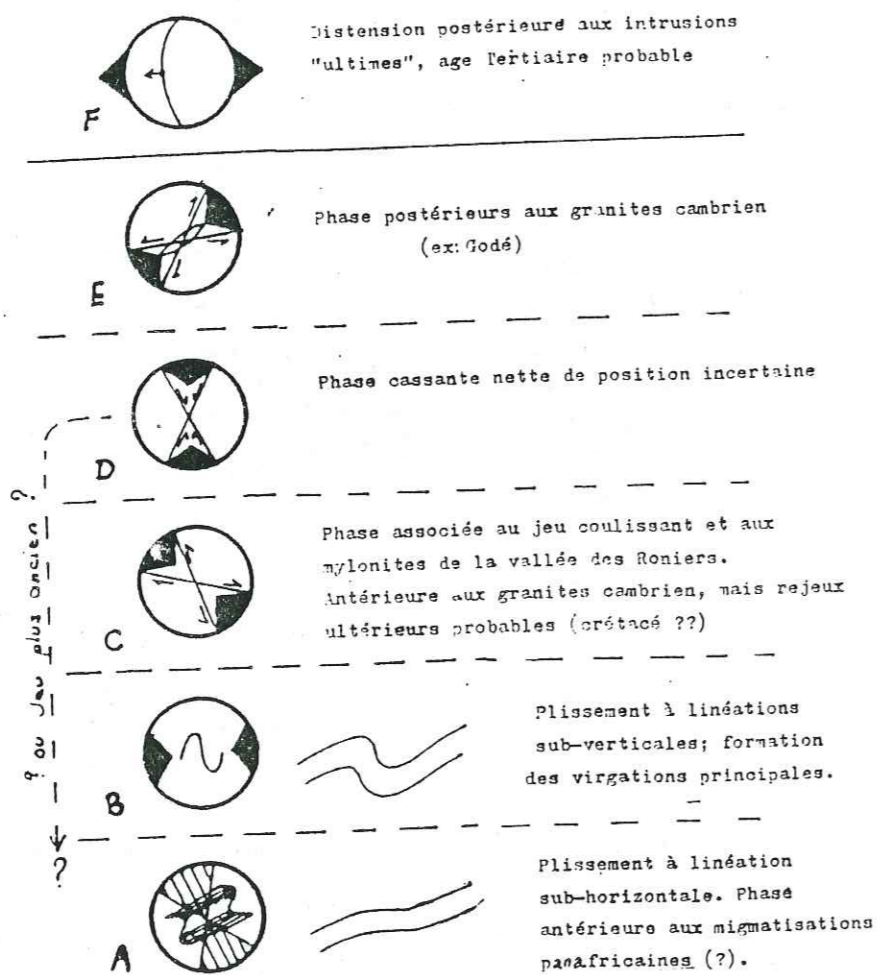 Distension postérieure aux intrusions
"ultimes", age Tertiaire probable
F
Phase postérieurs aux granites cambrien
(ex: Godé)
E
Phase cassante nette de position incertaine
D
? ou jeu plus ancien ?
?
Phase associée au jeu coulissant et aux
mylonites de la vallée des Roniers.
Antérieure aux granites cambrien, mais rejeux
ultérieurs probables (crétacé ??)
C
Plissement à linéations
sub-verticales; formation
des virgations principales.
B
Plissement à linéation
sub-horizontale. Phase
antérieure aux migmatisations
panafricaines (?).
A